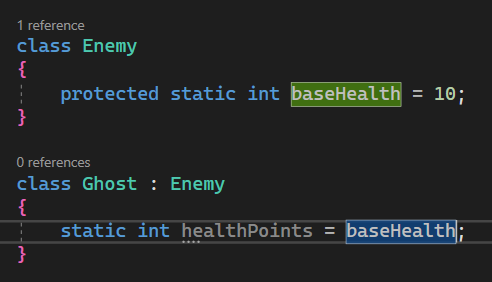 1 reference
class Enemy
{
protected static int baseHealth = 10;
}
0 references
class Ghost : Enemy
{
static int healthPoints = baseHealth;
}